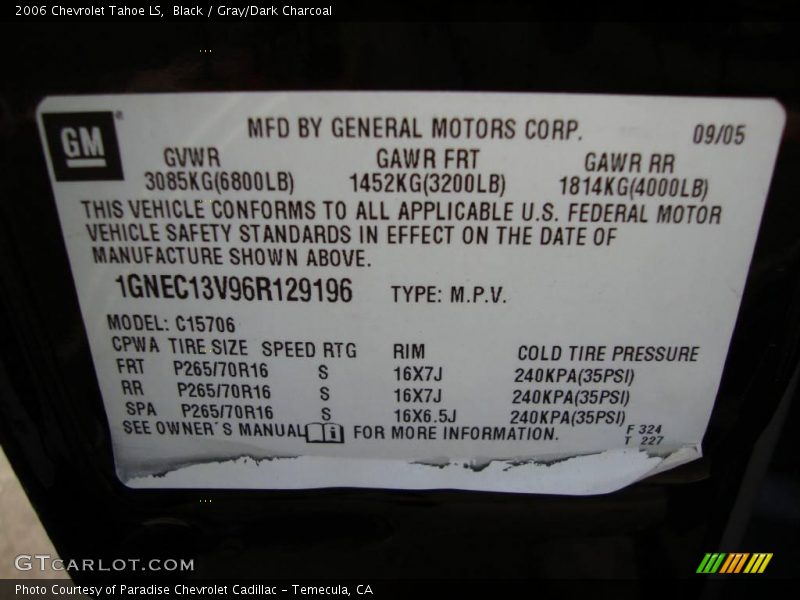 2006 Chevrolet Tahoe LS,  Black / Gray/Dark Charcoal
GM®
MFD BY GENERAL MOTORS CORP. 09/05
GVWR GAWR FRT GAWR RR
3085KG(6800LB) 1452KG(3200LB) 1814KG(4000LB)
THIS VEHICLE CONFORMS TO ALL APPLICABLE U.S. FEDERAL MOTOR
VEHICLE SAFETY STANDARDS IN EFFECT ON THE DATE OF
MANUFACTURE SHOWN ABOVE.
1GNEC13V96R129196 TYPE: M.P.V.
MODEL: C15706
CPWA TIRE SIZE SPEED RTG RIM COLD TIRE PRESSURE
FRT P265/70R16 S 16X7J 240KPA(35PSI)
RR P265/70R16 S 16X7J 240KPA(35PSI)
SPA P265/70R16 S 16X6.5J 240KPA(35PSI)
SEE OWNER´S MANUAL FOR MORE INFORMATION.
F 324
T 227
GTCARLOT.COM
Photo Courtesy of Paradise Chevrolet Cadillac - Temecula, CA